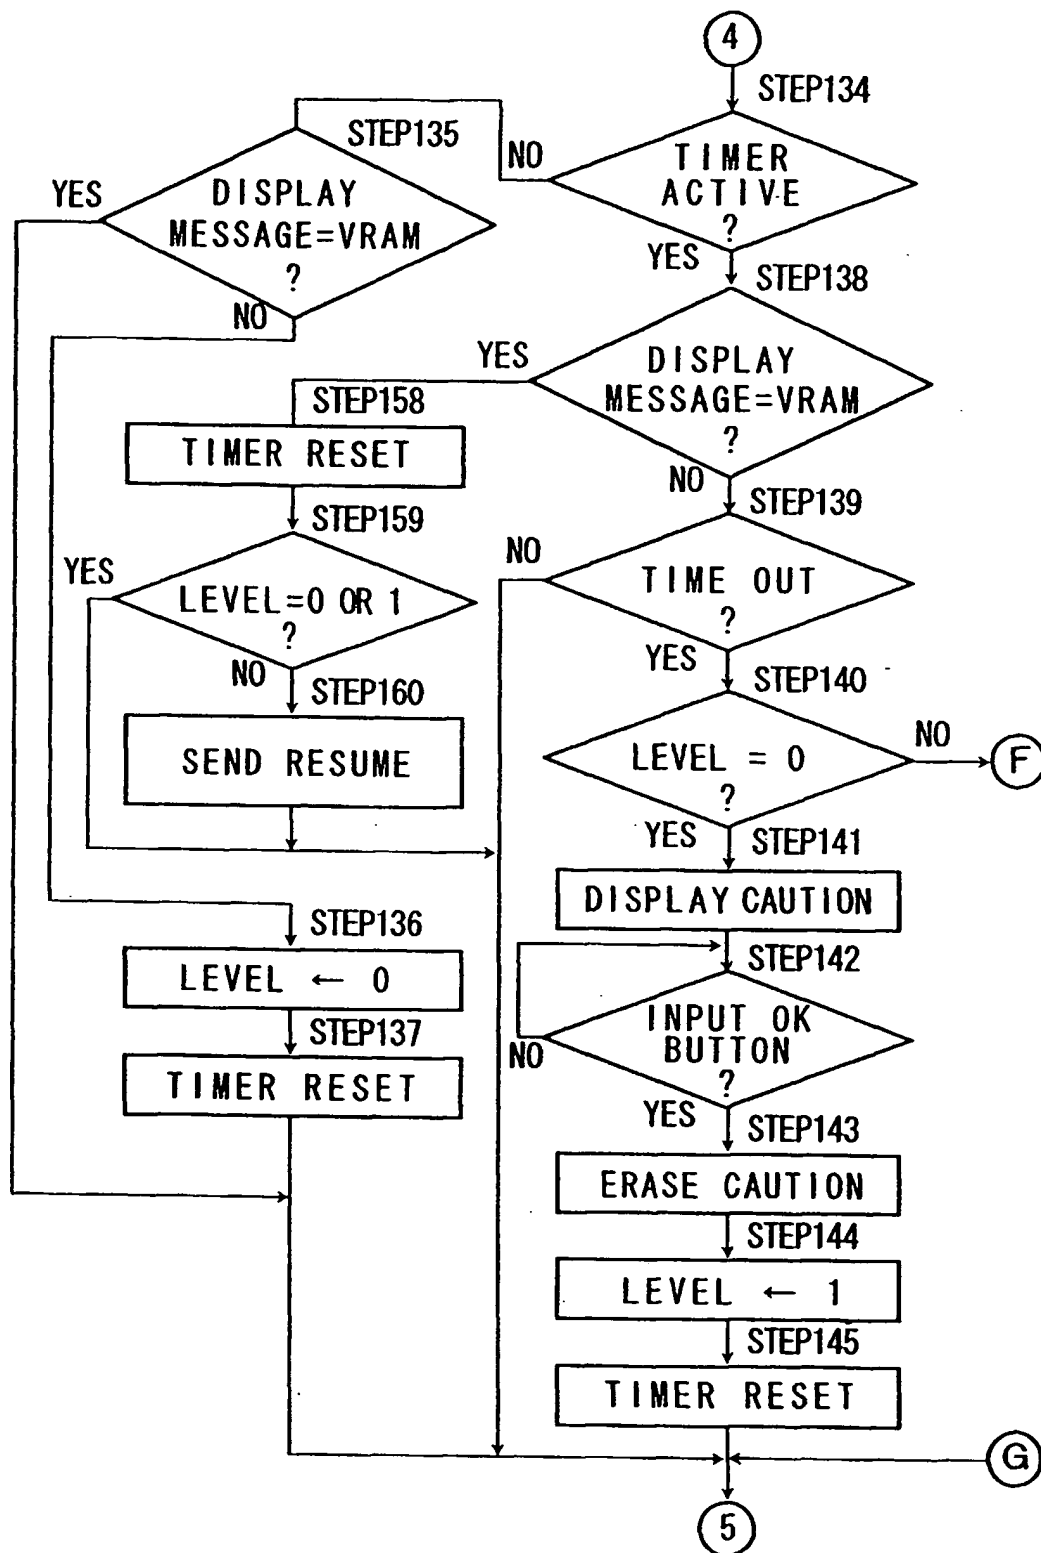 4
STEP134
STEP135
NO
TIMER
ACTIVE
?
YES
DISPLAY
MESSAGE=VRAM
?
NO
YES
STEP138
YES
DISPLAY
MESSAGE=VRAM
?
NO
STEP158
TIMER RESET
STEP139
STEP159
NO
TIME OUT
?
YES
YES
LEVEL=0 OR 1
?
NO
STEP160
SEND RESUME
STEP140
LEVEL = 0
?
NO
F
YES
STEP141
DISPLAY CAUTION
STEP136
LEVEL ← 0
STEP137
TIMER RESET
STEP142
INPUT OK
BUTTON
?
NO
YES
STEP143
ERASE CAUTION
STEP144
LEVEL ← 1
STEP145
TIMER RESET
G
5